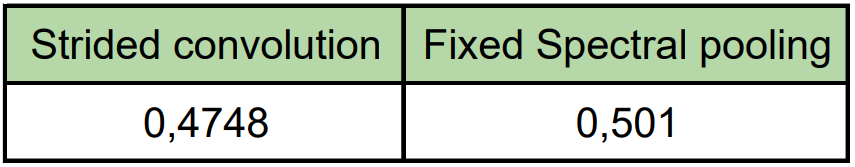 Strided convolution Fixed Spectral pooling
0,4748 0,501